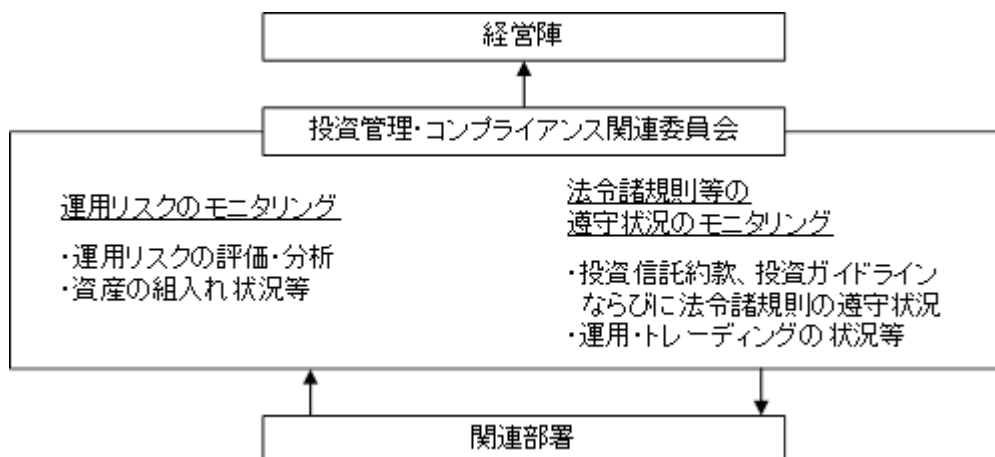 経営陣
投資管理・コンプライアンス関連委員会
運用リスクのモニタリング
・運用リスクの評価・分析
・資産の組入れ状況等
法令諸規則等の
遵守状況のモニタリング
・投資信託約款、投資ガイドライン
ならびに法令諸規則の遵守状況
・運用・トレーディングの状況等
関連部署